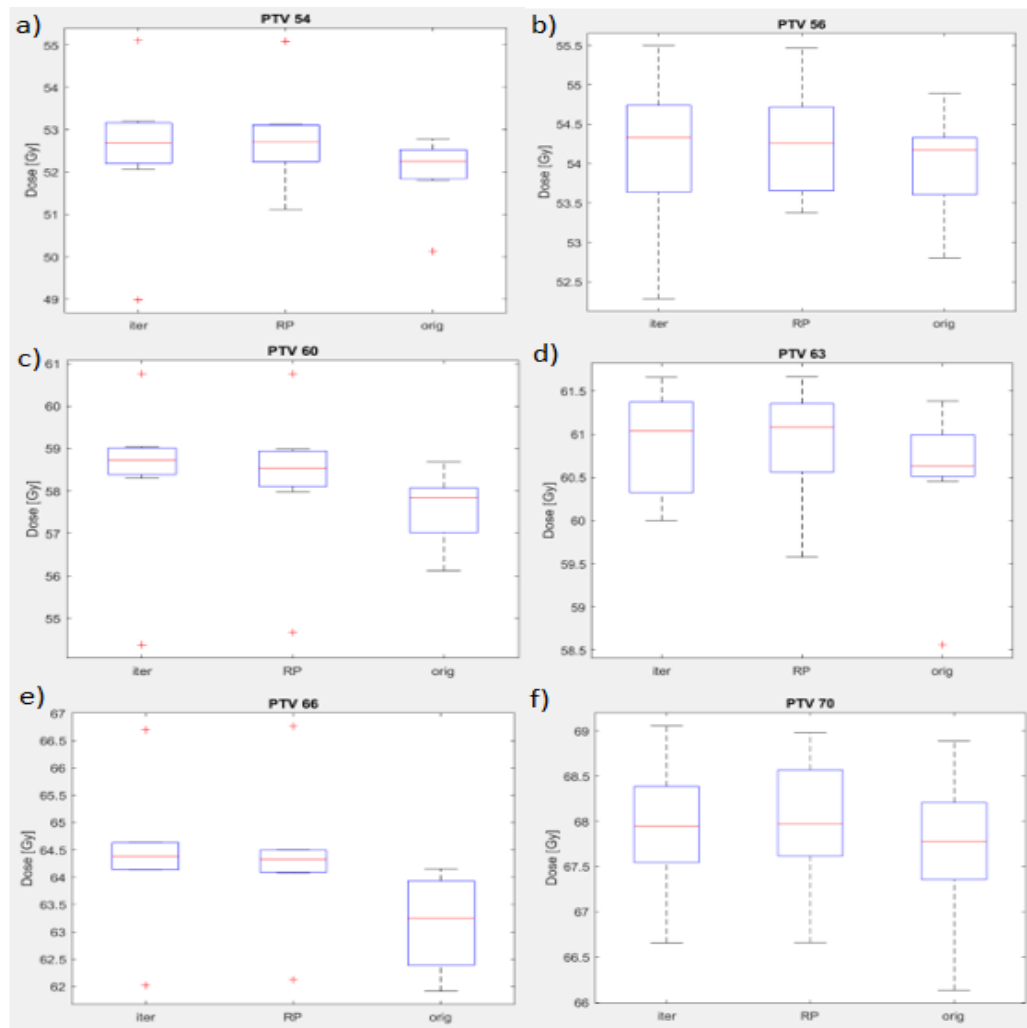 a)
PTV 54
Dose [Gy]
55
54
53
52
51
50
49
iter
RP
orig
b)
PTV 56
Dose [Gy]
55.5
55
54.5
54
53.5
53
52.5
iter
RP
orig
c)
PTV 60
Dose [Gy]
61
60
59
58
57
56
55
iter
RP
orig
d)
PTV 63
Dose [Gy]
61.5
61
60.5
60
59.5
59
58.5
iter
RP
orig
e)
PTV 66
Dose [Gy]
67
66.5
66
65.5
65
64.5
64
63.5
63
62.5
62
iter
RP
orig
f)
PTV 70
Dose [Gy]
69
68.5
68
67.5
67
66.5
66
iter
RP
orig